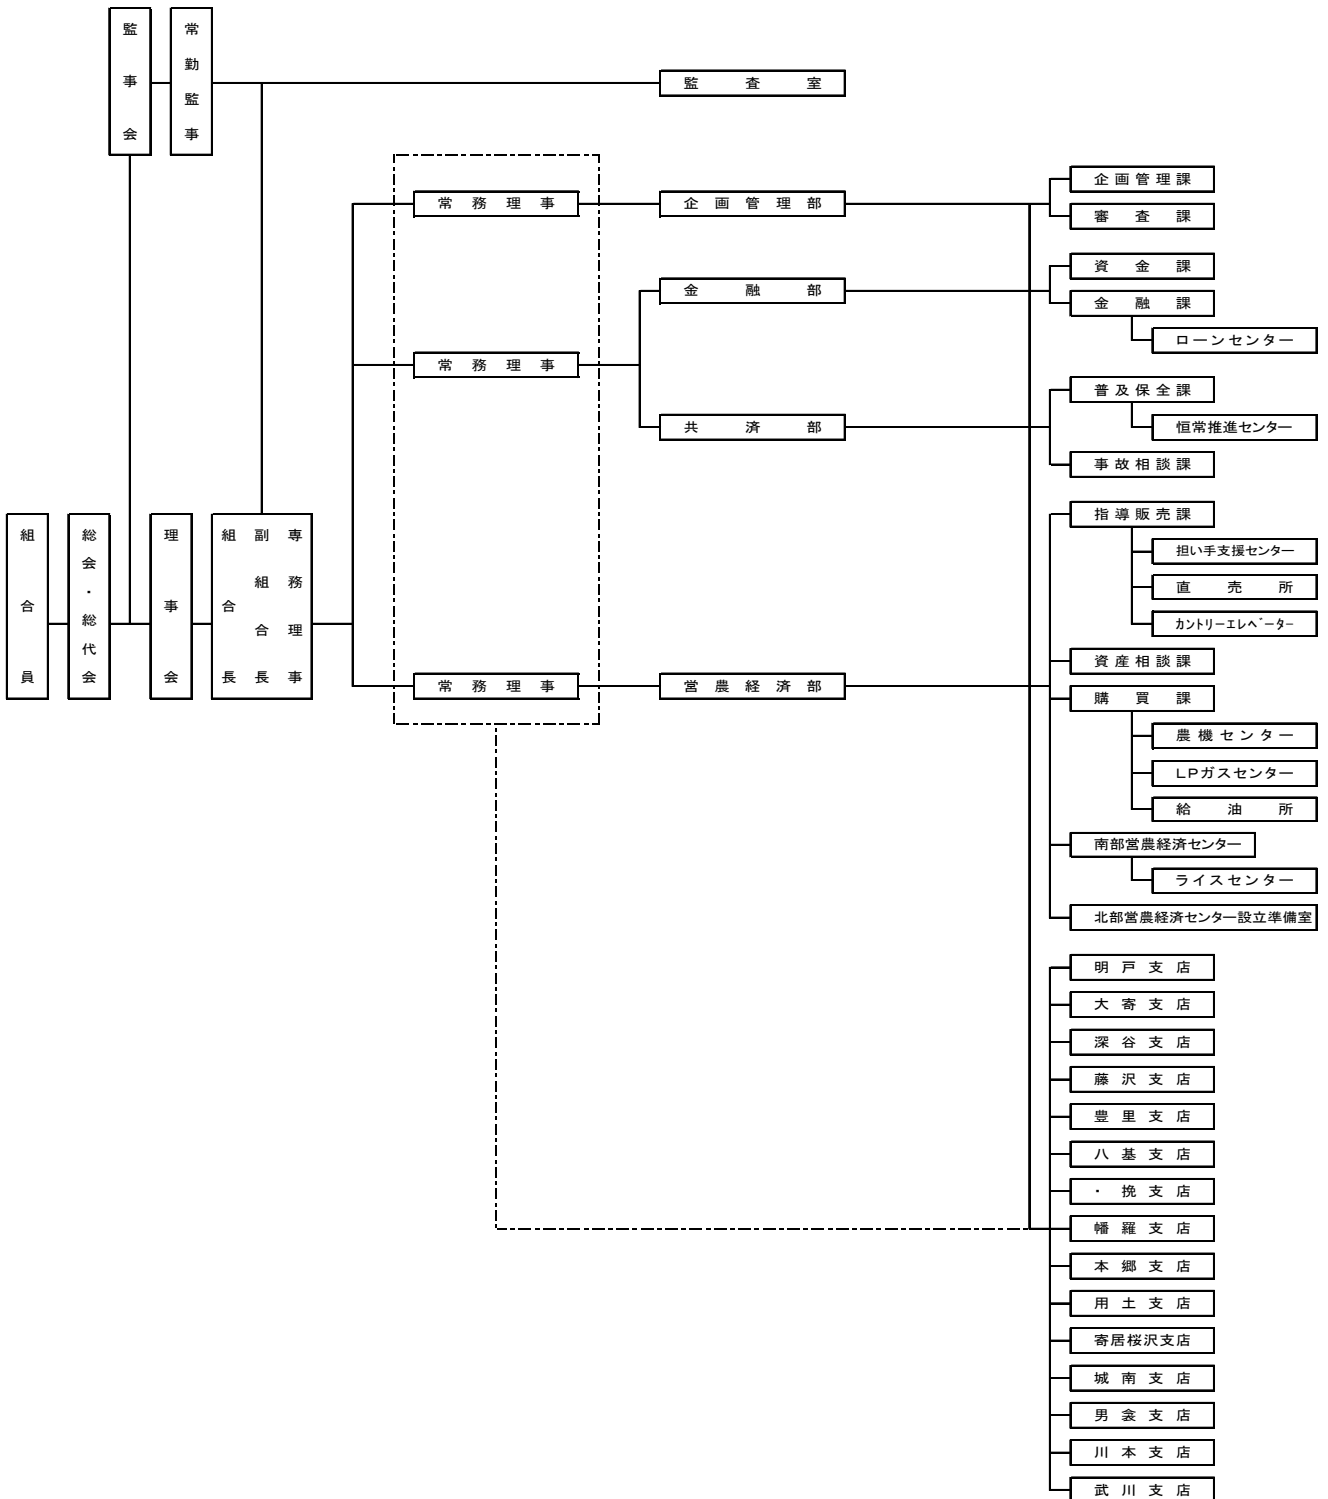 監事会
常勤監事
監査室
常務理事
企画管理部
企画管理課
審査課
常務理事
金融部
資金課
金融課
ローンセンター
共済部
普及保全課
恒常推進センター
事故相談課
組合員
総会・総代会
理事会
組合長
副組合長
専務理事
常務理事
営農経済部
指導販売課
担い手支援センター
直売所
カントリーエレベーター
資産相談課
購買課
農機センター
LPガスセンター
給油所
南部営農経済センター
ライスセンター
北部営農経済センター設立準備室
明戸支店
大寄支店
深谷支店
藤沢支店
豊里支店
八基支店
・挽支店
幡羅支店
本郷支店
用土支店
寄居桜沢支店
城南支店
男衾支店
川本支店
武川支店